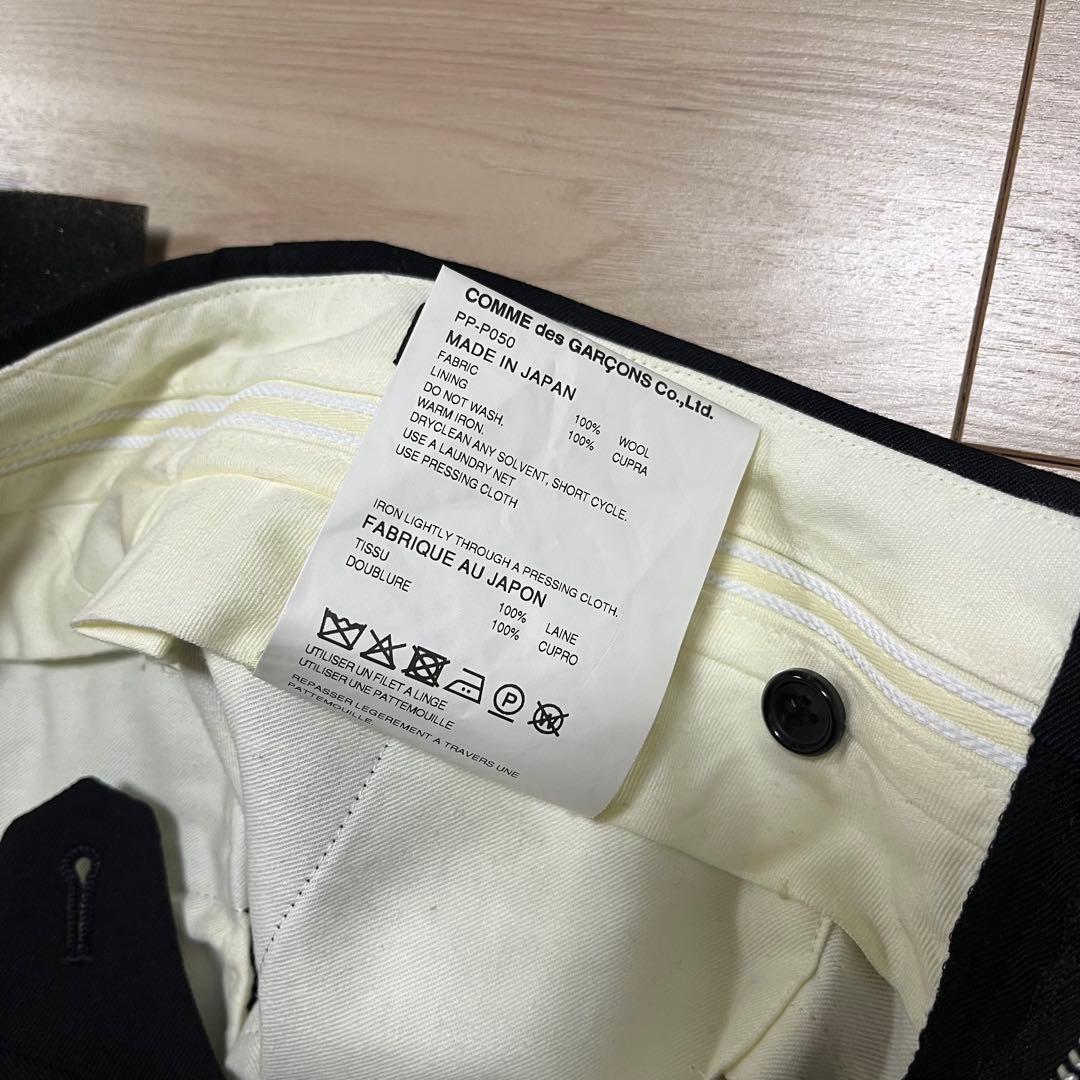 COMME des GARÇONS Co.,Ltd.
PP-P050
MADE IN JAPAN
FABRIC 100% WOOL
LINING 100% CUPRA
DO NOT WASH.
WARM IRON.
DRYCLEAN ANY SOLVENT, SHORT CYCLE.
USE A LAUNDRY NET
USE PRESSING CLOTH
IRON LIGHTLY THROUGH A PRESSING CLOTH.
FABRIQUE AU JAPON
TISSU 100% LAINE
DOUBLURE 100% CUPRO
P
UTILISER UN FILET A LINGE
UTILISER UNE PATTEMOUILLE
REPASSER LEGEREMENT A TRAVERS UNE
PATTEMOUILLE.